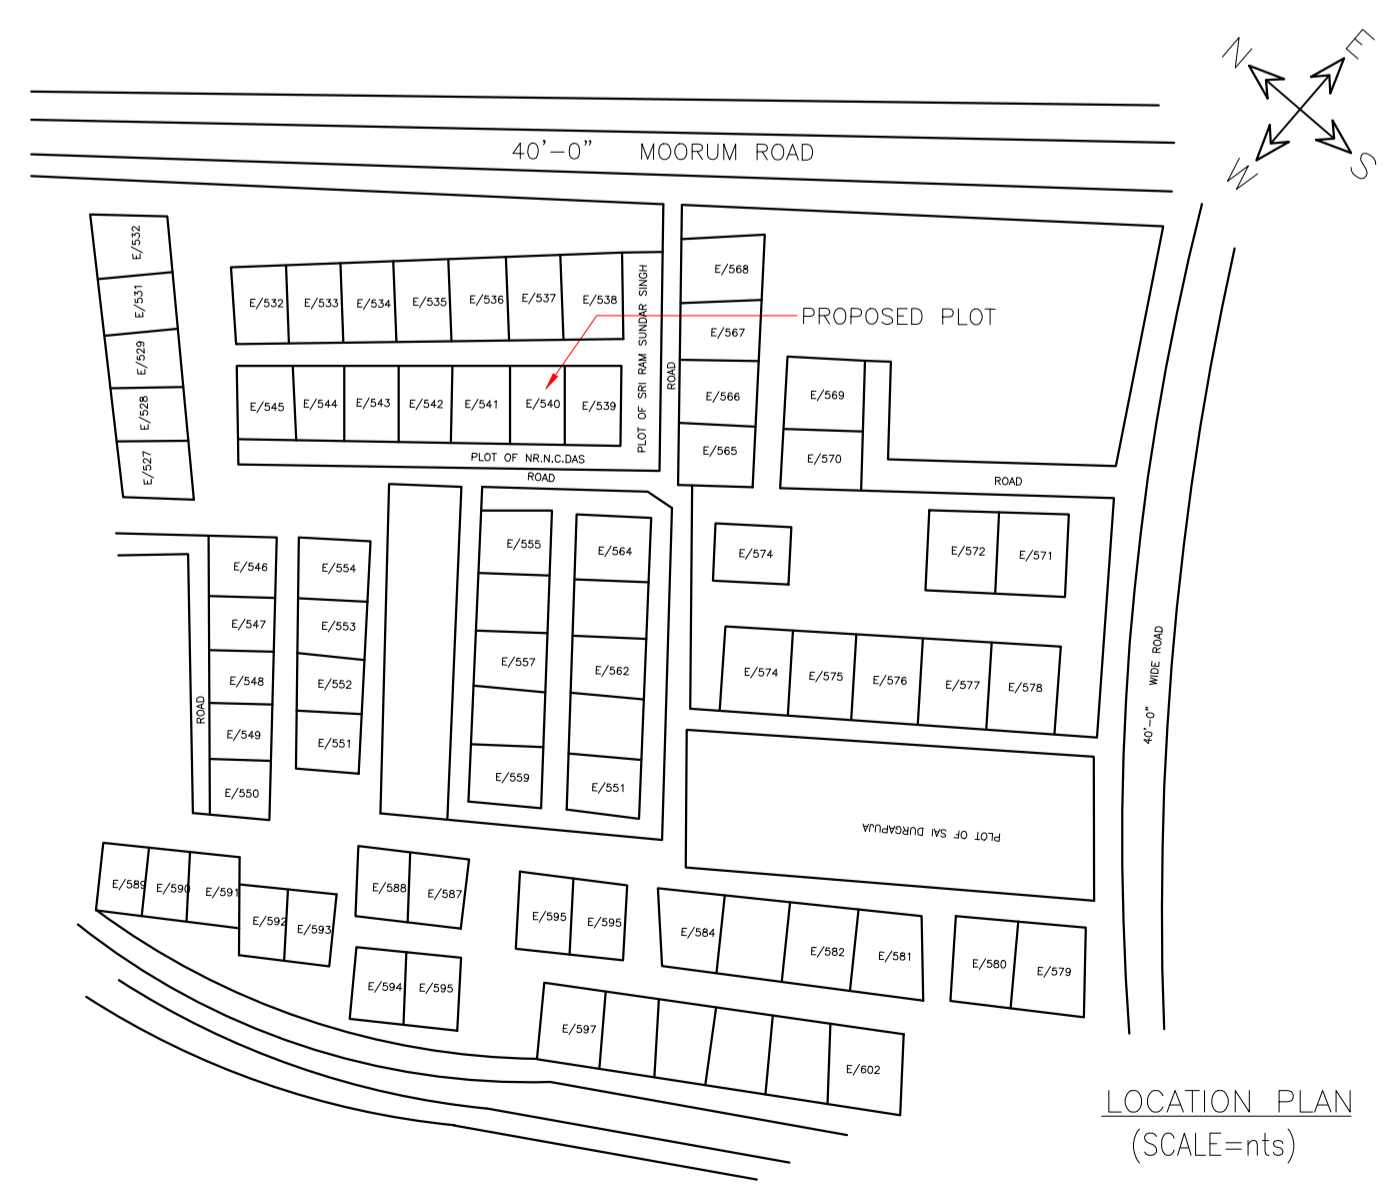 N
E
W
S
40'-0" MOORUM ROAD
E/532
E/531
E/529
E/528
E/527
E/532
E/533
E/534
E/535
E/536
E/537
E/538
PLOT OF SRI RAM SUNDAR SINGH
ROAD
E/568
E/567
E/566
E/565
PROPOSED PLOT
E/545
E/544
E/543
E/542
E/541
E/540
E/539
PLOT OF NR.N.C.DAS
ROAD
E/569
E/570
ROAD
E/546
E/547
E/548
E/549
E/550
ROAD
E/554
E/553
E/552
E/551
E/555
E/557
E/559
E/564
E/562
E/551
E/574
E/572
E/571
E/574
E/575
E/576
E/577
E/578
40'-0" WIDE ROAD
PLOT OF SAI DURGAPUJA
E/589
E/590
E/591
E/592
E/593
E/588
E/587
E/594
E/595
E/595
E/595
E/584
E/582
E/581
E/580
E/579
E/597
E/602
LOCATION PLAN
(SCALE=nts)